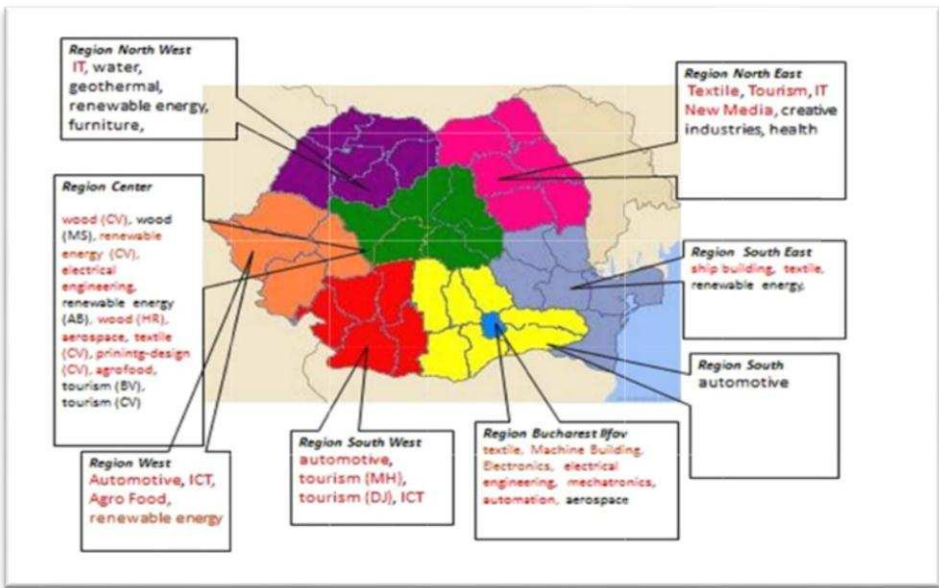 Region North West
IT, water,
geothermal,
renewable energy,
furniture,
Region North East
Textile, Tourism, IT
New Media, creative
industries, health
Region Center
wood (CV), wood
(MS), renewable
energy (CV),
electrical
engineering,
renewable energy
(AB), wood (HR),
aerospace, textile
(CV), prinintg-design
(CV), agrofood,
tourism (BV),
tourism (CV)
Region South East
ship building, textile,
renewable energy,
Region South
automotive
Region West
Automotive, ICT,
Agro Food,
renewable energy
Region South West
automotive,
tourism (MH),
tourism (DJ), ICT
Region Bucharest Ilfov
textile, Machine Building,
Electronics, electrical
engineering, mechatronics,
automation, aerospace